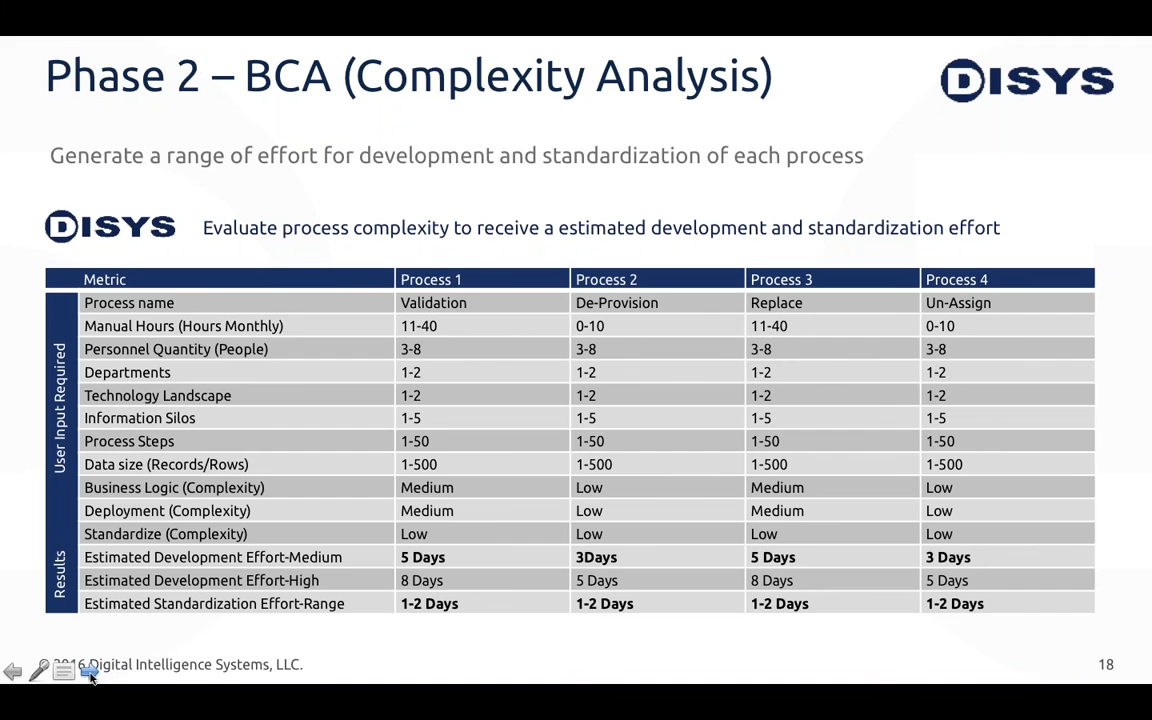 Phase 2 – BCA (Complexity Analysis)
DISYS
Generate a range of effort for development and standardization of each process
DISYS
Evaluate process complexity to receive a estimated development and standardization effort
Metric Process 1 Process 2 Process 3 Process 4
User Input Required
Process name Validation De-Provision Replace Un-Assign
Manual Hours (Hours Monthly) 11-40 0-10 11-40 0-10
Personnel Quantity (People) 3-8 3-8 3-8 3-8
Departments 1-2 1-2 1-2 1-2
Technology Landscape 1-2 1-2 1-2 1-2
Information Silos 1-5 1-5 1-5 1-5
Process Steps 1-50 1-50 1-50 1-50
Data size (Records/Rows) 1-500 1-500 1-500 1-500
Business Logic (Complexity) Medium Low Medium Low
Deployment (Complexity) Medium Low Medium Low
Standardize (Complexity) Low Low Low Low
Results
Estimated Development Effort-Medium 5 Days 3Days 5 Days 3 Days
Estimated Development Effort-High 8 Days 5 Days 8 Days 5 Days
Estimated Standardization Effort-Range 1-2 Days 1-2 Days 1-2 Days 1-2 Days
© 2016 Digital Intelligence Systems, LLC.
18